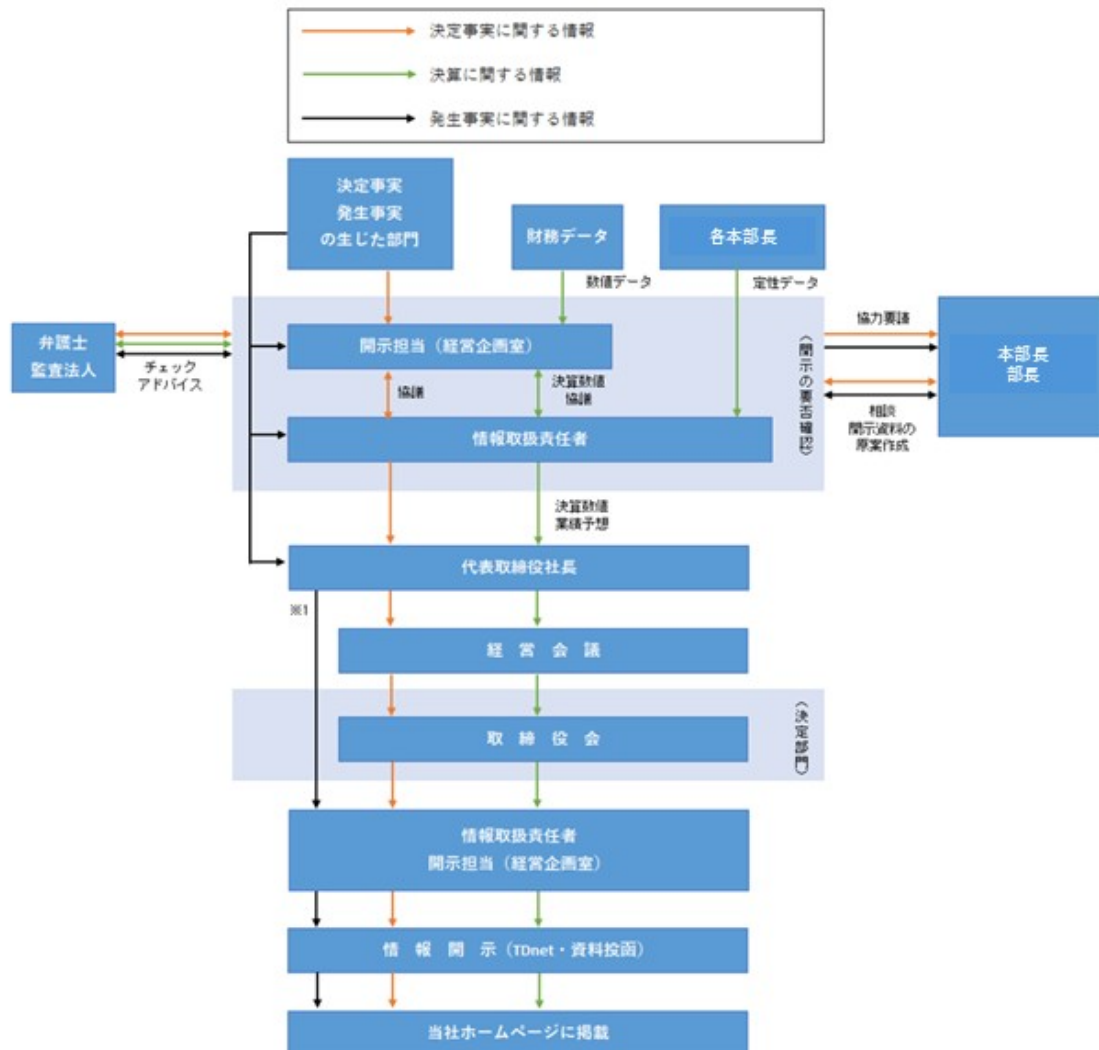 決定事実に関する情報
決算に関する情報
発生事実に関する情報
決定事実
発生事実
の生じた部門
財務データ
各本部長
数値データ
定性データ
弁護士
監査法人
チェック
アドバイス
開示担当（経営企画室）
協議
決算数値
協議
情報取扱責任者
〈開示の要否確認〉
協力要請
相談
開示資料の
原案作成
本部長
部長
決算数値
業績予想
代表取締役社長
※1
経　営　会　議
取　締　役　会
〈決定部門〉
情報取扱責任者
開示担当（経営企画室）
情　報　開　示（TDnet・資料投函）
当社ホームページに掲載